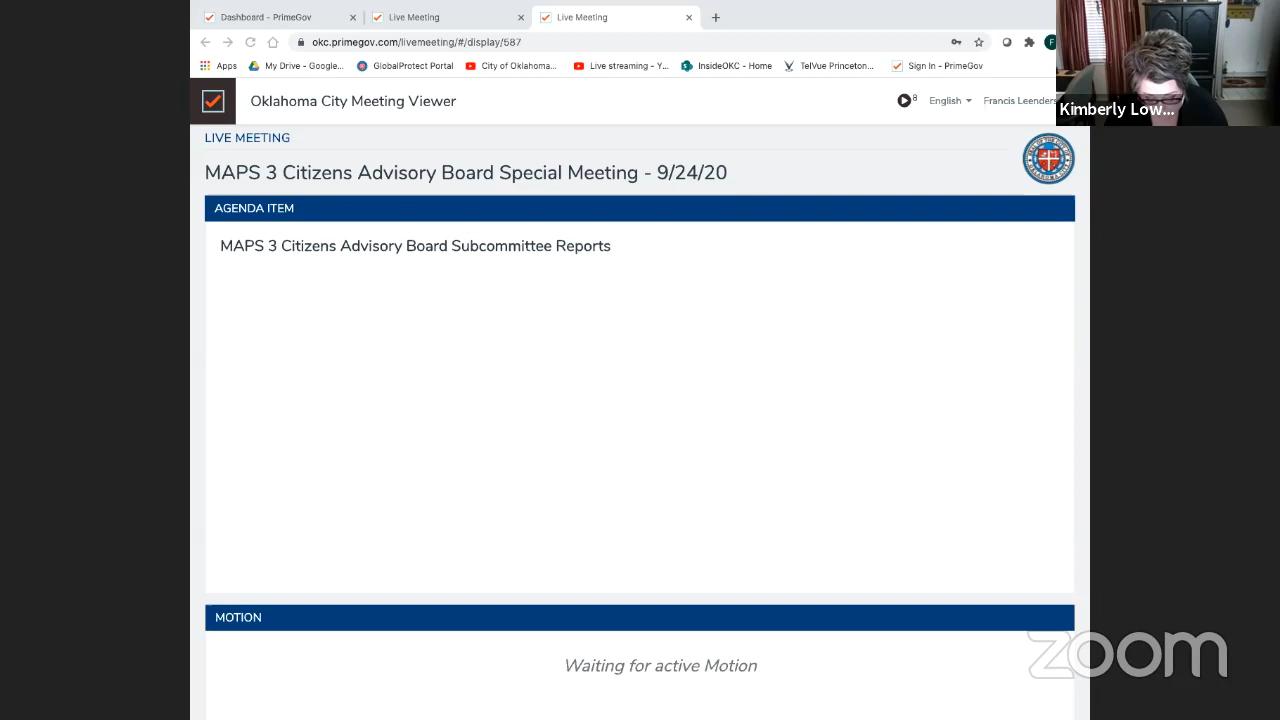 Dashboard - PrimeGov
Live Meeting
Live Meeting
okc.primegov.com/livemeeting/#/display/587
Apps
My Drive - Google...
GlobalProtect Portal
City of Oklahoma...
Live streaming - Y...
InsideOKC - Home
TelVue Princeton...
Sign In - PrimeGov
Oklahoma City Meeting Viewer
8
English
Francis Leenders
Kimberly Low...
LIVE MEETING
MAPS 3 Citizens Advisory Board Special Meeting - 9/24/20
AGENDA ITEM
MAPS 3 Citizens Advisory Board Subcommittee Reports
MOTION
Waiting for active Motion
zoom